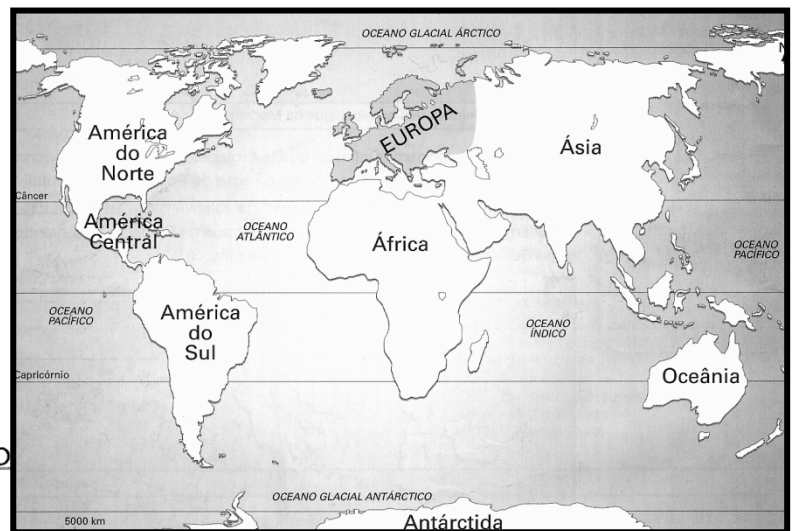 OCEANO GLACIAL ÁRCTICO
América
do
Norte
EUROPA
Ásia
Câncer
América
Central
OCEANO
ATLÂNTICO
África
OCEANO
PACÍFICO
OCEANO
PACÍFICO
América
do
Sul
OCEANO
ÍNDICO
Capricórnio
Oceânia
OCEANO GLACIAL ANTÁRCTICO
5000 km
Antárctida